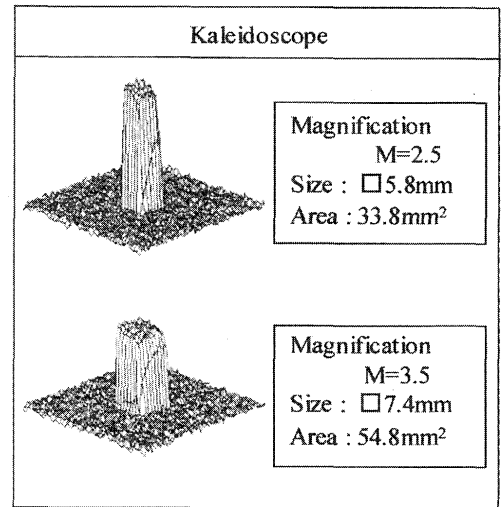 Kaleidoscope
Magnification
M=2.5
Size : □5.8mm
Area : 33.8mm²
Magnification
M=3.5
Size : □7.4mm
Area : 54.8mm²